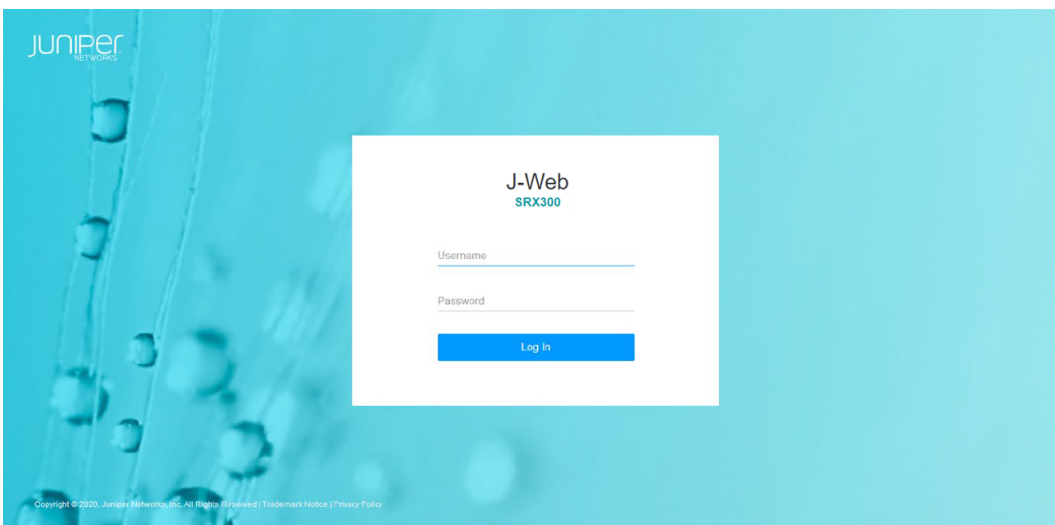 JUNIPER
NETWORKS
J-Web
SRX300
Username
Password
Log In
Copyright © 2020, Juniper Networks, Inc. All Rights Reserved | Trademark Notice | Privacy Policy